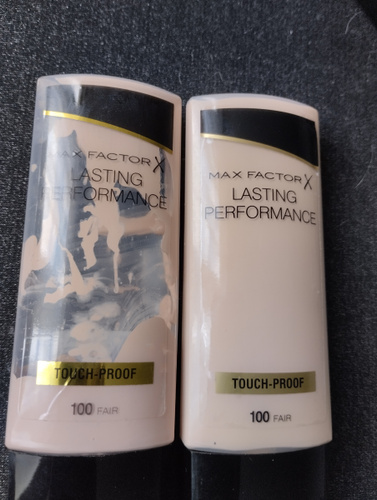 MAX FACTOR X
LASTING
PERFORMANCE
TOUCH-PROOF
100 FAIR
MAX FACTOR X
LASTING
PERFORMANCE
TOUCH-PROOF
100 FAIR